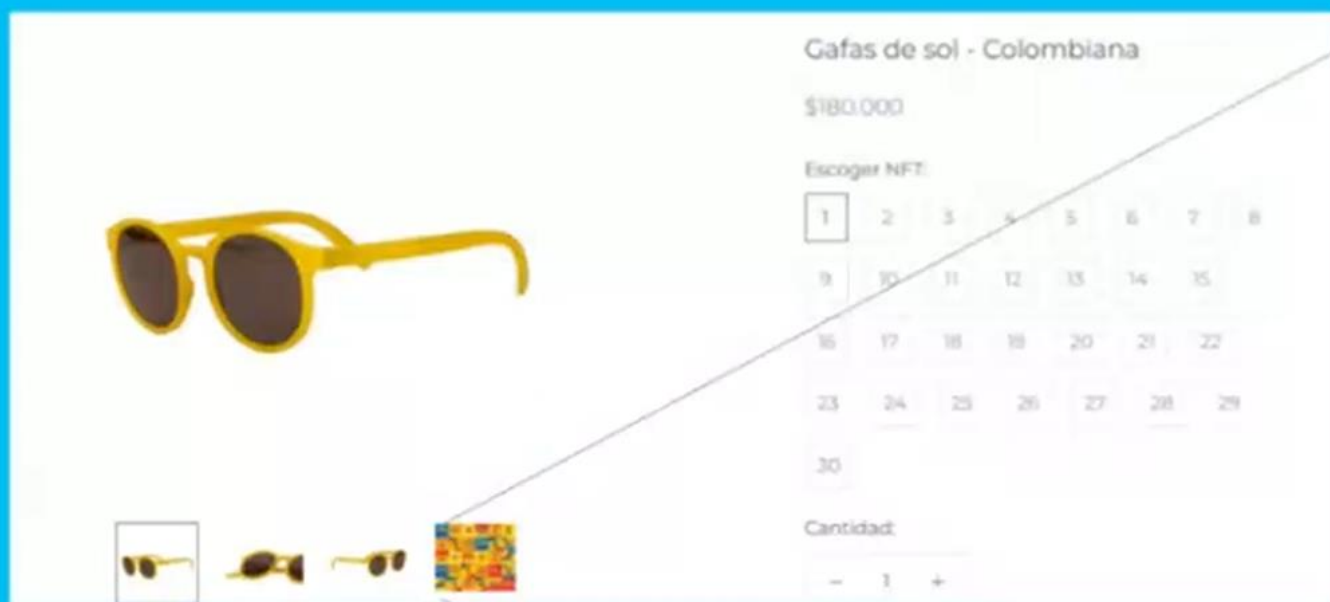 Gafas de sol - Colombiana
$180.000
Escoger NFT:
1 2 3 4 5 6 7 8
9 10 11 12 13 14 15
16 17 18 19 20 21 22
23 24 25 26 27 28 29
30
Cantidad:
- 1 +